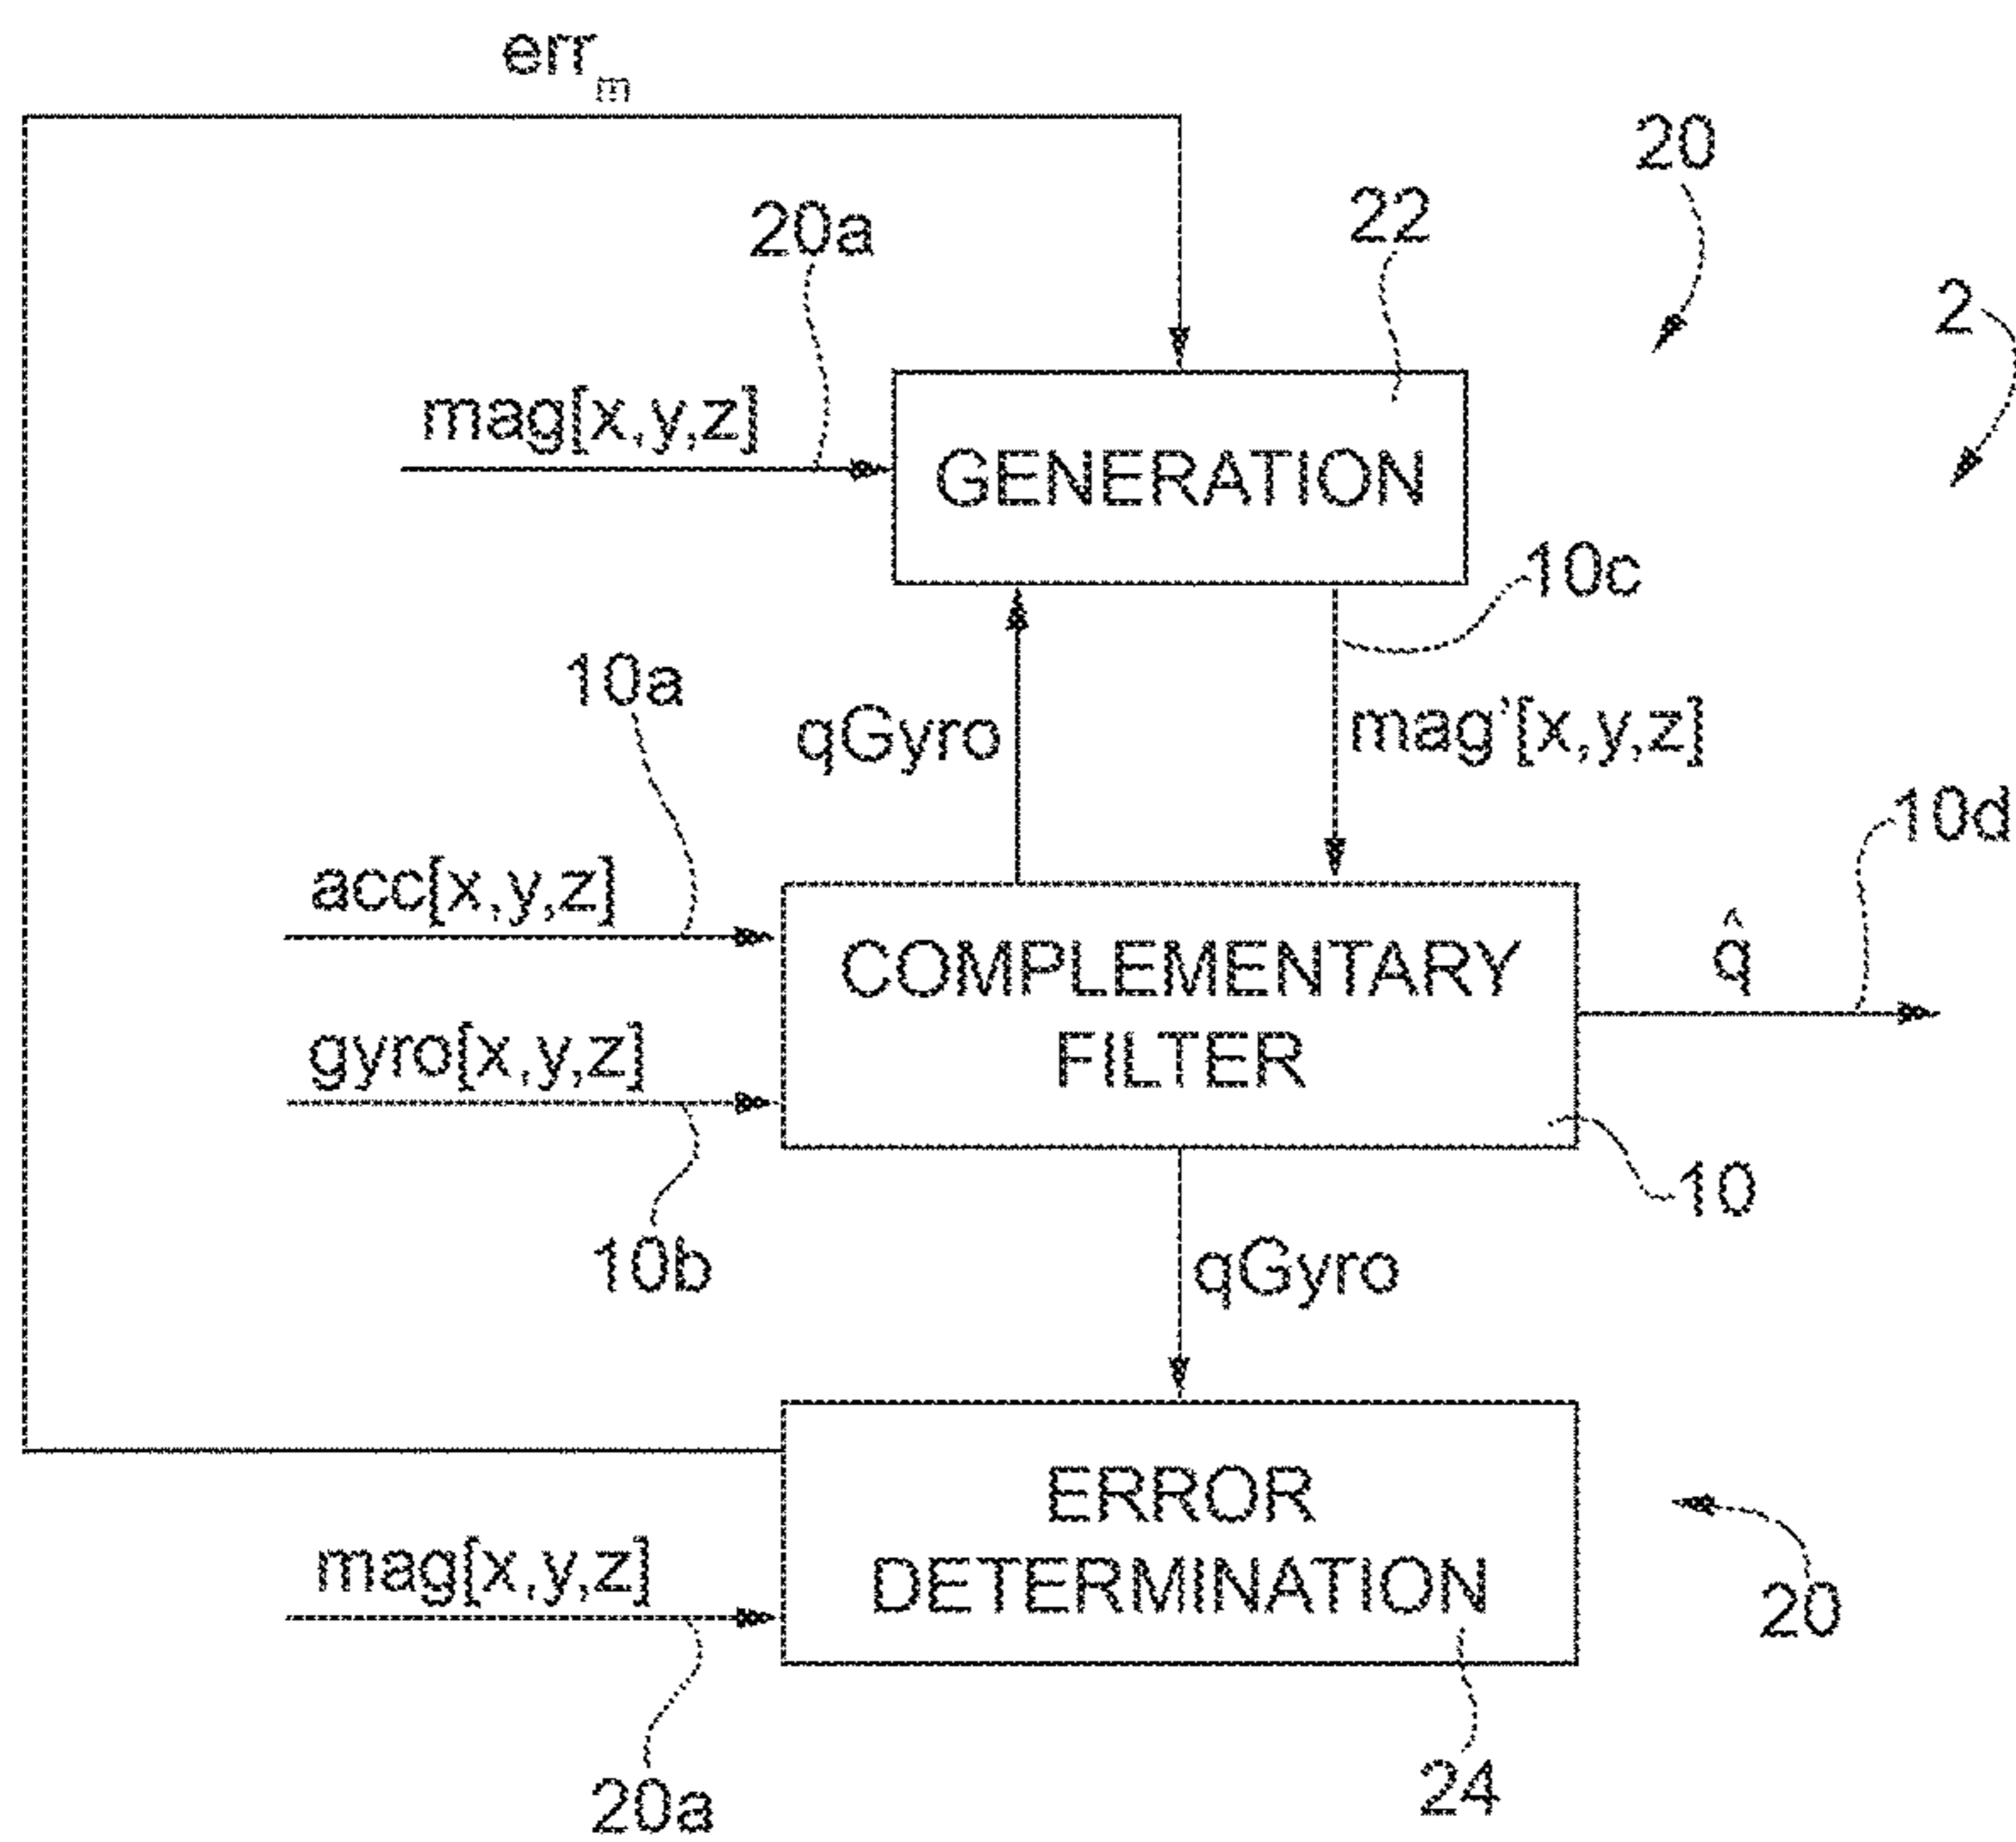 err_m
20
20a
22
2
mag[x,y,z]
GENERATION
10c
10a
qGyro
mag'[x,y,z]
10d
acc[x,y,z]
COMPLEMENTARY
FILTER
q̂
gyro[x,y,z]
10
10b
qGyro
ERROR
DETERMINATION
mag[x,y,z]
20
20a
24